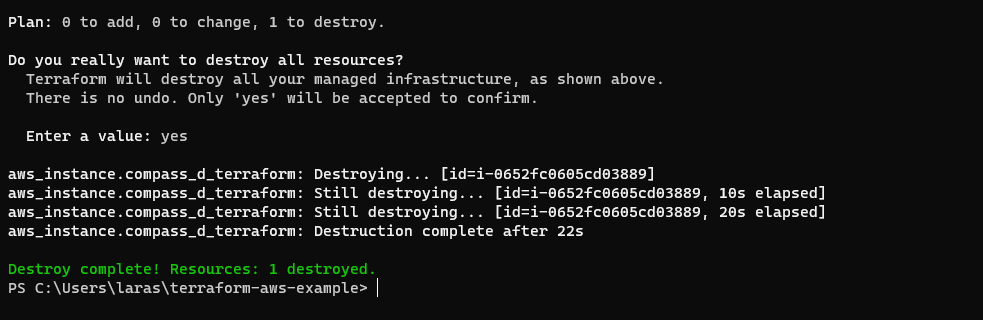 Plan: 0 to add, 0 to change, 1 to destroy.
Do you really want to destroy all resources?
Terraform will destroy all your managed infrastructure, as shown above.
There is no undo. Only 'yes' will be accepted to confirm.
Enter a value: yes
aws_instance.compass_d_terraform: Destroying... [id=i-0652fc0605cd03889]
aws_instance.compass_d_terraform: Still destroying... [id=i-0652fc0605cd03889, 10s elapsed]
aws_instance.compass_d_terraform: Still destroying... [id=i-0652fc0605cd03889, 20s elapsed]
aws_instance.compass_d_terraform: Destruction complete after 22s
Destroy complete! Resources: 1 destroyed.
PS C:\Users\laras\terraform-aws-example>